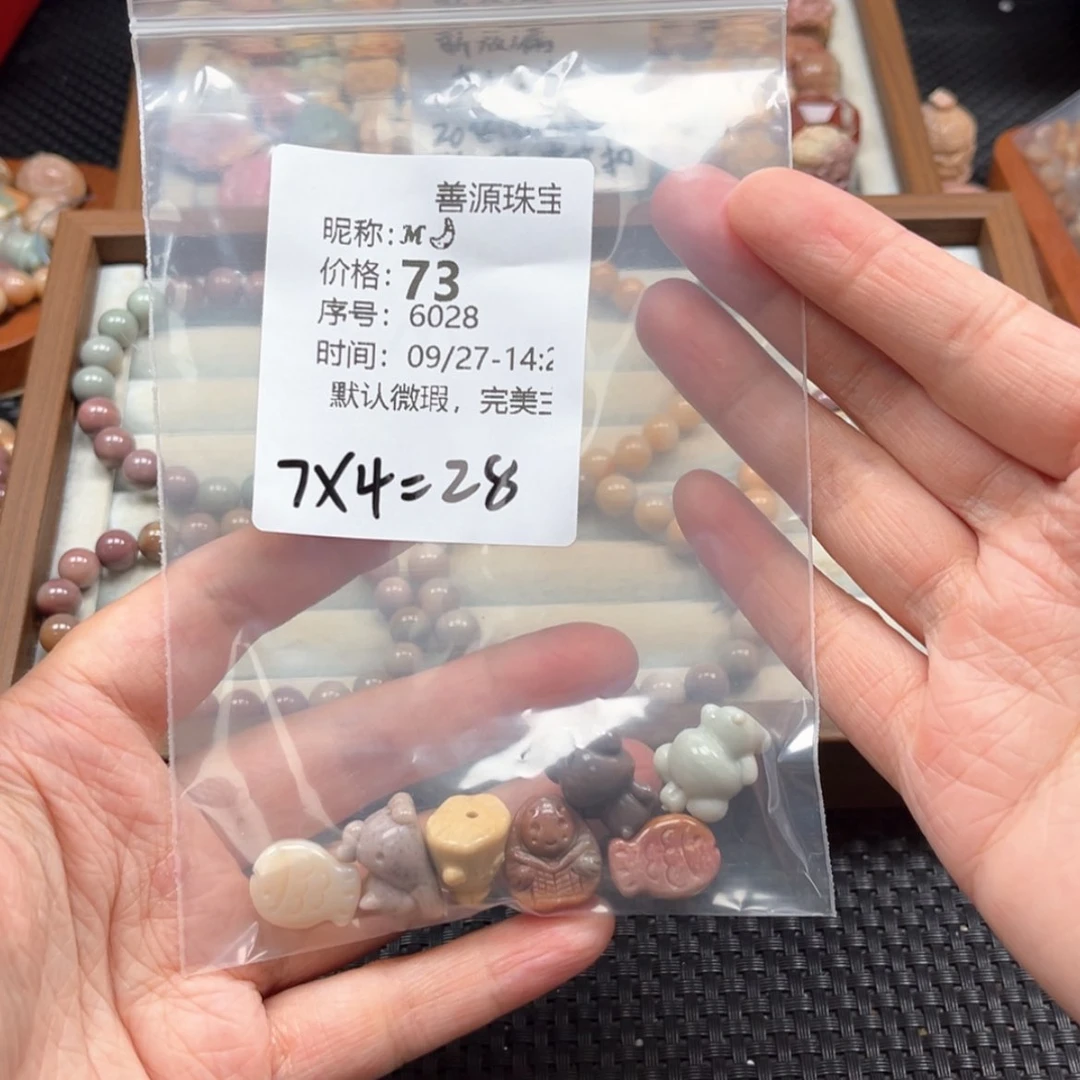 善源珠宝
昵称:M🌙
价格:73
序号: 6028
时间: 09/27-14:2
默认微瑕，完美
7X4=28